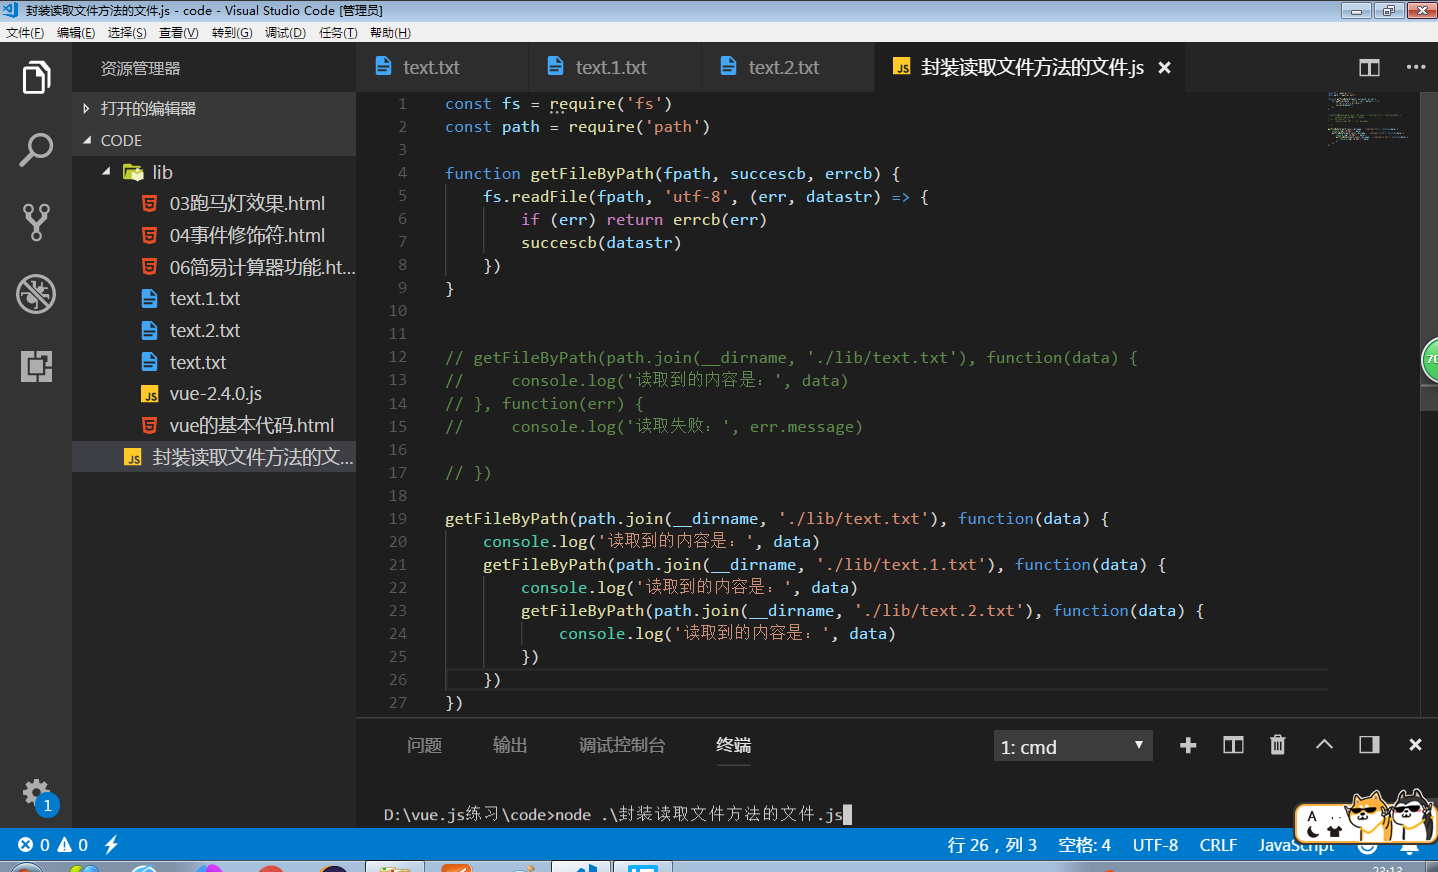 封装读取文件方法的文件.js - code - Visual Studio Code [管理员]
文件(F) 编辑(E) 选择(S) 查看(V) 转到(G) 调试(D) 任务(T) 帮助(H)
资源管理器
text.txt
text.1.txt
text.2.txt
JS 封装读取文件方法的文件.js
打开的编辑器
CODE
lib
03跑马灯效果.html
04事件修饰符.html
06简易计算器功能.ht...
text.1.txt
text.2.txt
text.txt
JS vue-2.4.0.js
vue的基本代码.html
JS 封装读取文件方法的文...
1 const fs = require('fs')
2 const path = require('path')
3
4 function getFileByPath(fpath, succescb, errcb) {
5 fs.readFile(fpath, 'utf-8', (err, datastr) => {
6 if (err) return errcb(err)
7 succescb(datastr)
8 })
9 }
10
11
12 // getFileByPath(path.join(__dirname, './lib/text.txt'), function(data) {
13 // console.log('读取到的内容是：', data)
14 // }, function(err) {
15 // console.log('读取失败：', err.message)
16
17 // })
18
19 getFileByPath(path.join(__dirname, './lib/text.txt'), function(data) {
20 console.log('读取到的内容是：', data)
21 getFileByPath(path.join(__dirname, './lib/text.1.txt'), function(data) {
22 console.log('读取到的内容是：', data)
23 getFileByPath(path.join(__dirname, './lib/text.2.txt'), function(data) {
24 console.log('读取到的内容是：', data)
25 })
26 })
27 })
70
问题 输出 调试控制台 终端
1: cmd
D:\vue.js练习\code>node .\封装读取文件方法的文件.js
1
A
0 0
行 26，列 3 空格: 4 UTF-8 CRLF JavaScript
23:13